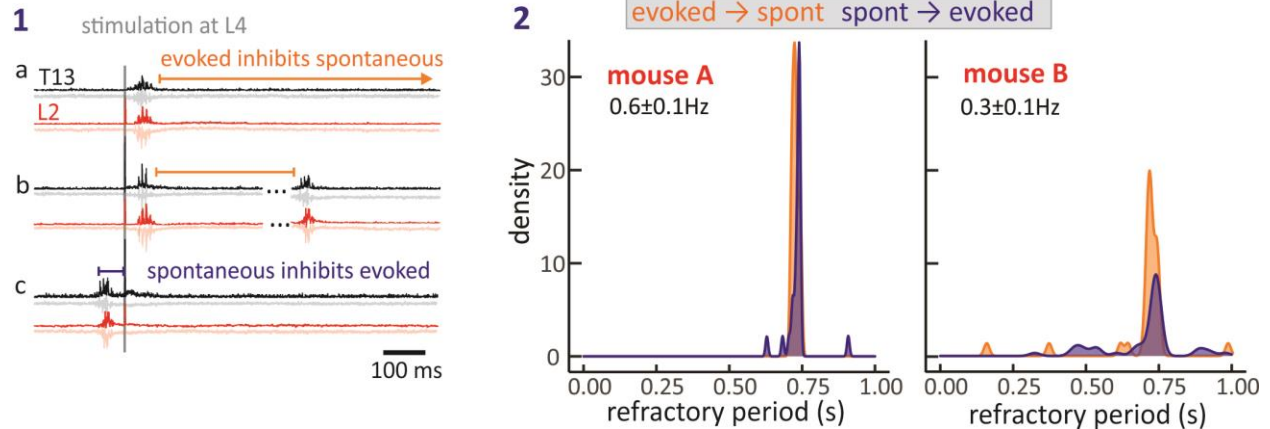 1
stimulation at L4
evoked inhibits spontaneous
a
T13
L2
b
...
...
c
spontaneous inhibits evoked
100 ms
2
evoked → spont spont → evoked
mouse A
0.6±0.1Hz
mouse B
0.3±0.1Hz
density
30
20
10
0
0.00 0.25 0.50 0.75 1.00
0.00 0.25 0.50 0.75 1.00
refractory period (s)
refractory period (s)